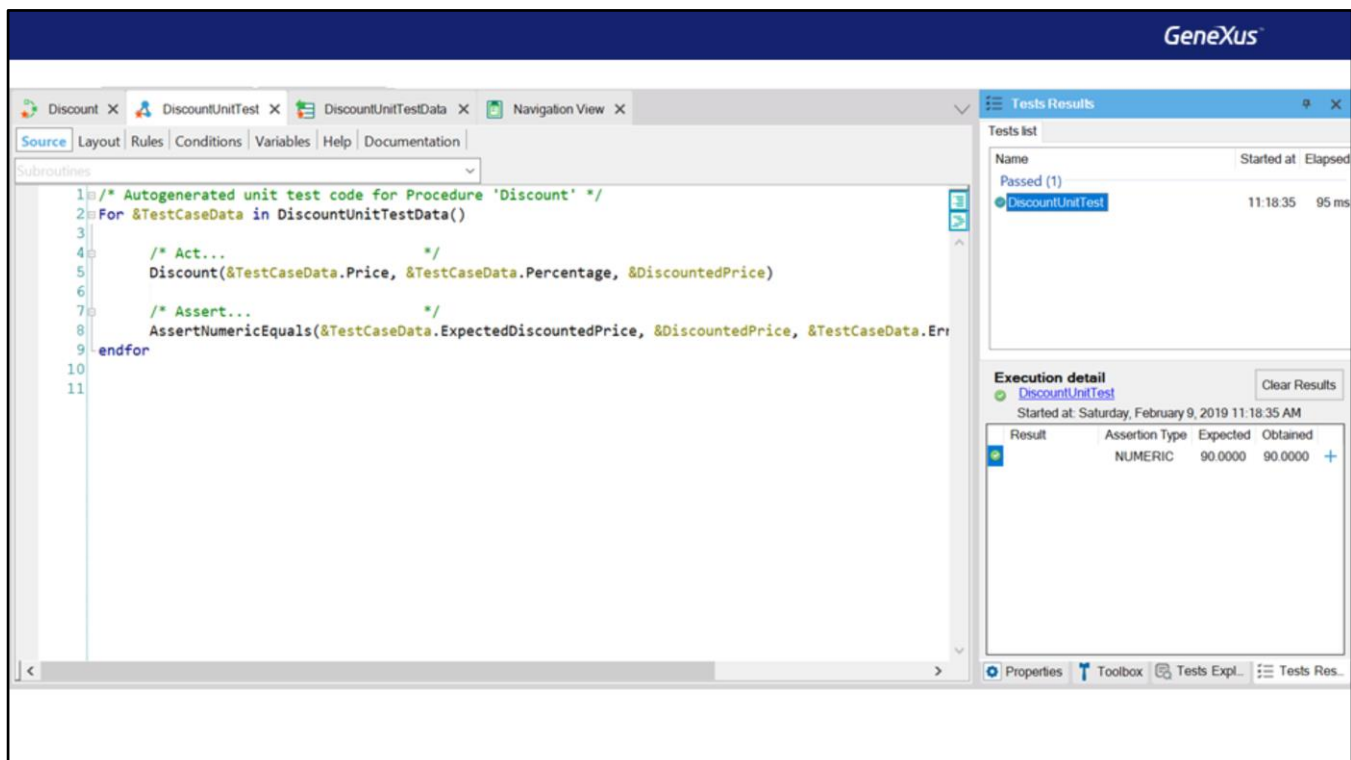 GeneXus
Discount DiscountUnitTest DiscountUnitTestData Navigation View
Source Layout Rules Conditions Variables Help Documentation
Subroutines
1 /* Autogenerated unit test code for Procedure 'Discount' */
2 For &TestCaseData in DiscountUnitTestData()
3
4 /* Act... */
5 Discount(&TestCaseData.Price, &TestCaseData.Percentage, &DiscountedPrice)
6
7 /* Assert... */
8 AssertNumericEquals(&TestCaseData.ExpectedDiscountedPrice, &DiscountedPrice, &TestCaseData.Err
9 endfor
10
11
Tests Results
Tests list
Name Started at Elapsed
Passed (1)
DiscountUnitTest 11:18:35 95 ms
Execution detail
Clear Results
DiscountUnitTest
Started at: Saturday, February 9, 2019 11:18:35 AM
Result Assertion Type Expected Obtained
NUMERIC 90.0000 90.0000 +
Properties Toolbox Tests Expl... Tests Res...